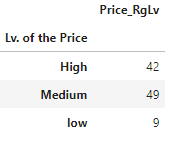 Price_RgLv
Lv. of the Price
High 42
Medium 49
low 9